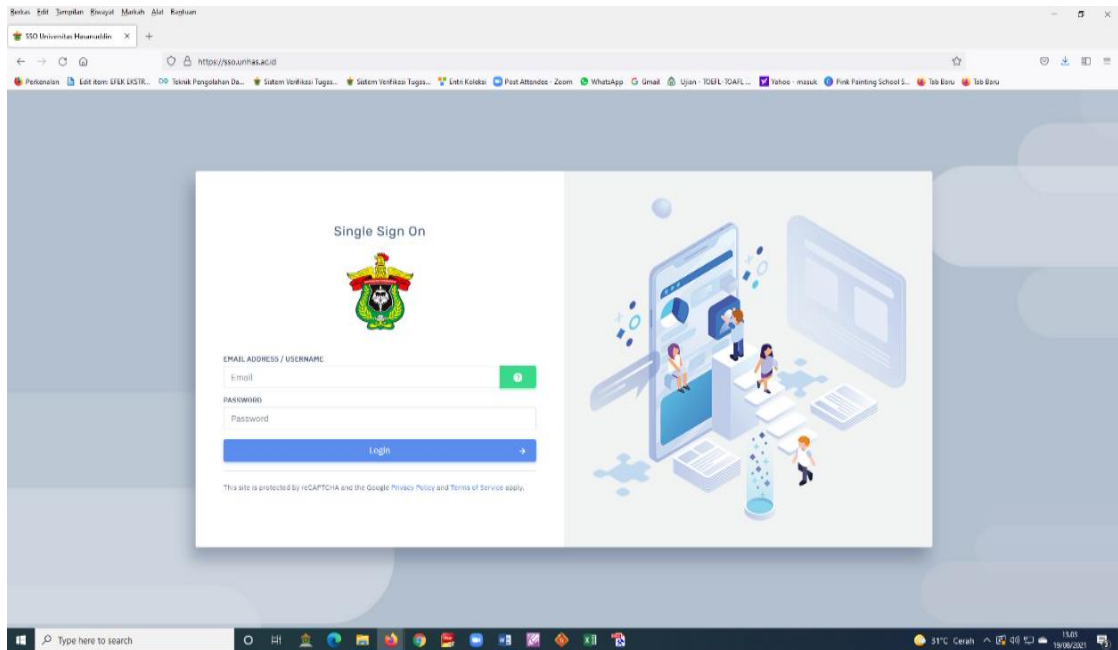 Berkas Edit Tampilan Riwayat Markah Alat Bantuan
SSO Universitas Hasanuddin × +
https://sso.unhas.ac.id
Perkenalan Edit item: EFEK EKSTR... Teknik Pengolahan Da... Sistem Verifikasi Tugas... Sistem Verifikasi Tugas... Entri Koleksi Post Attendee - Zoom WhatsApp Gmail Ujian - TOEFL-TOAFL ... Yahoo - masuk Pink Painting School S... Tab Baru Tab Baru
Single Sign On
EMAIL ADDRESS / USERNAME
Email
PASSWORD
Password
Login
This site is protected by reCAPTCHA and the Google Privacy Policy and Terms of Service apply.
Type here to search
31°C Cerah
13.03
19/08/2021